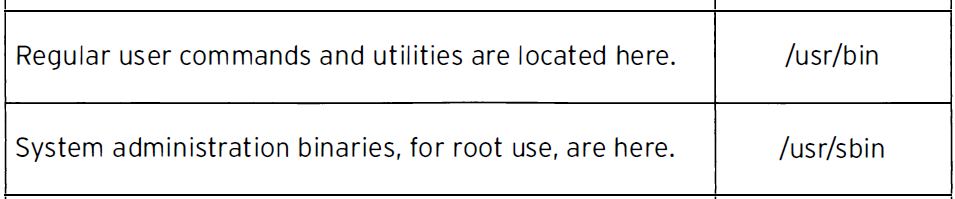 Regular user commands and utilities are located here. /usr/bin
System administration binaries, for root use, are here. /usr/sbin